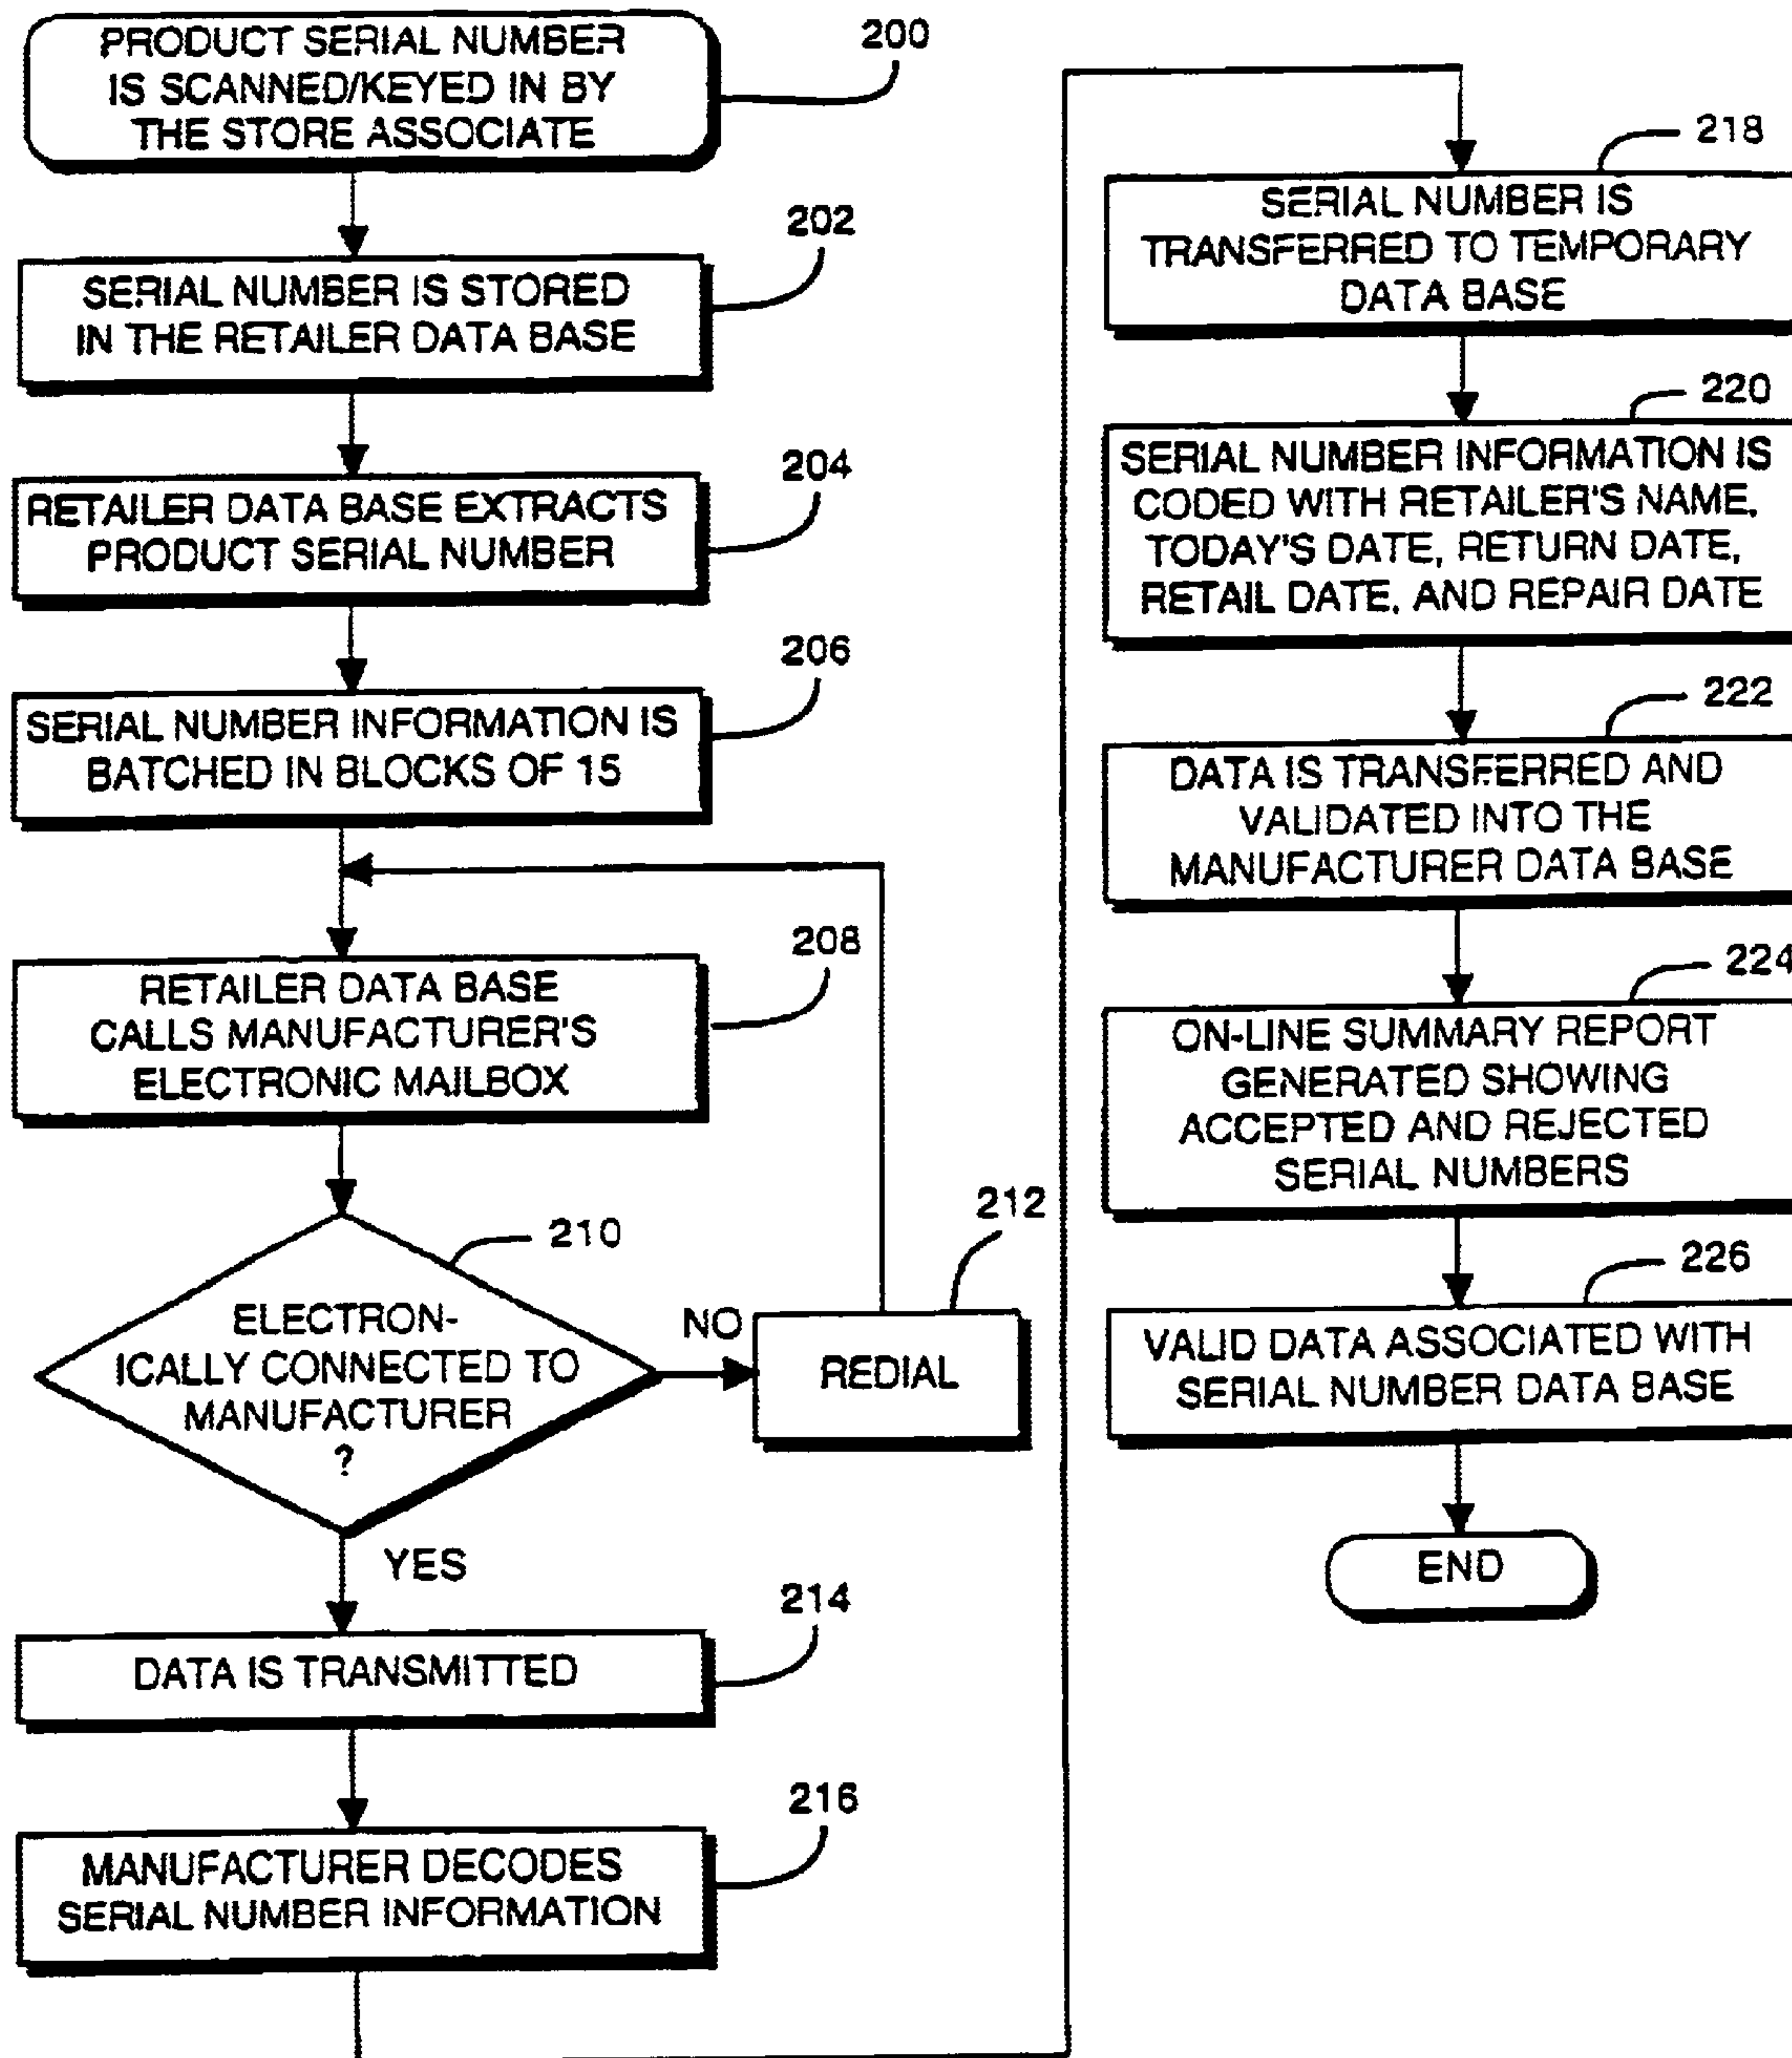 PRODUCT SERIAL NUMBER
IS SCANNED/KEYED IN BY
THE STORE ASSOCIATE
200
SERIAL NUMBER IS STORED
IN THE RETAILER DATA BASE
202
RETAILER DATA BASE EXTRACTS
PRODUCT SERIAL NUMBER
204
SERIAL NUMBER INFORMATION IS
BATCHED IN BLOCKS OF 15
206
RETAILER DATA BASE
CALLS MANUFACTURER'S
ELECTRONIC MAILBOX
208
ELECTRON-
ICALLY CONNECTED TO
MANUFACTURER
?
210
NO
REDIAL
212
YES
DATA IS TRANSMITTED
214
MANUFACTURER DECODES
SERIAL NUMBER INFORMATION
216
218
SERIAL NUMBER IS
TRANSFERRED TO TEMPORARY
DATA BASE
220
SERIAL NUMBER INFORMATION IS
CODED WITH RETAILER'S NAME,
TODAY'S DATE, RETURN DATE,
RETAIL DATE, AND REPAIR DATE
222
DATA IS TRANSFERRED AND
VALIDATED INTO THE
MANUFACTURER DATA BASE
224
ON-LINE SUMMARY REPORT
GENERATED SHOWING
ACCEPTED AND REJECTED
SERIAL NUMBERS
226
VALID DATA ASSOCIATED WITH
SERIAL NUMBER DATA BASE
END